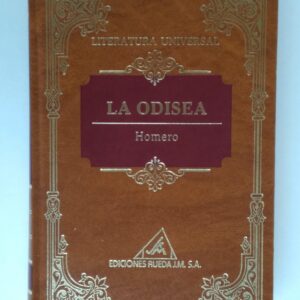 LITERATURA UNIVERSAL
LA ODISEA
Homero
EDICIONES RUEDA J.M. S.A.